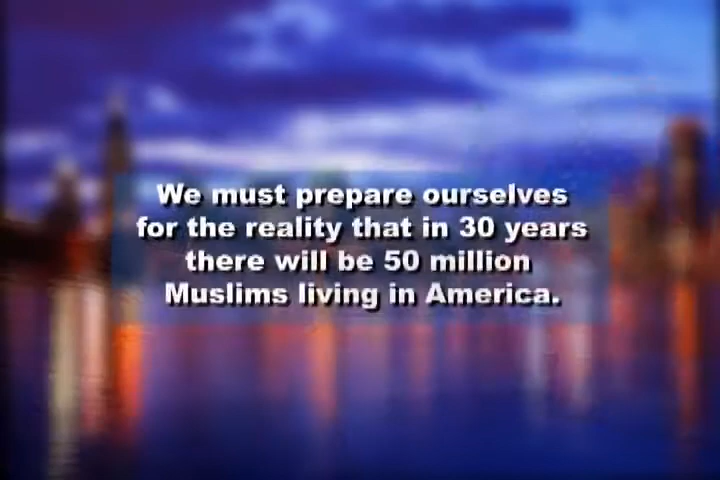 We must prepare ourselves
for the reality that in 30 years
there will be 50 million
Muslims living in America.